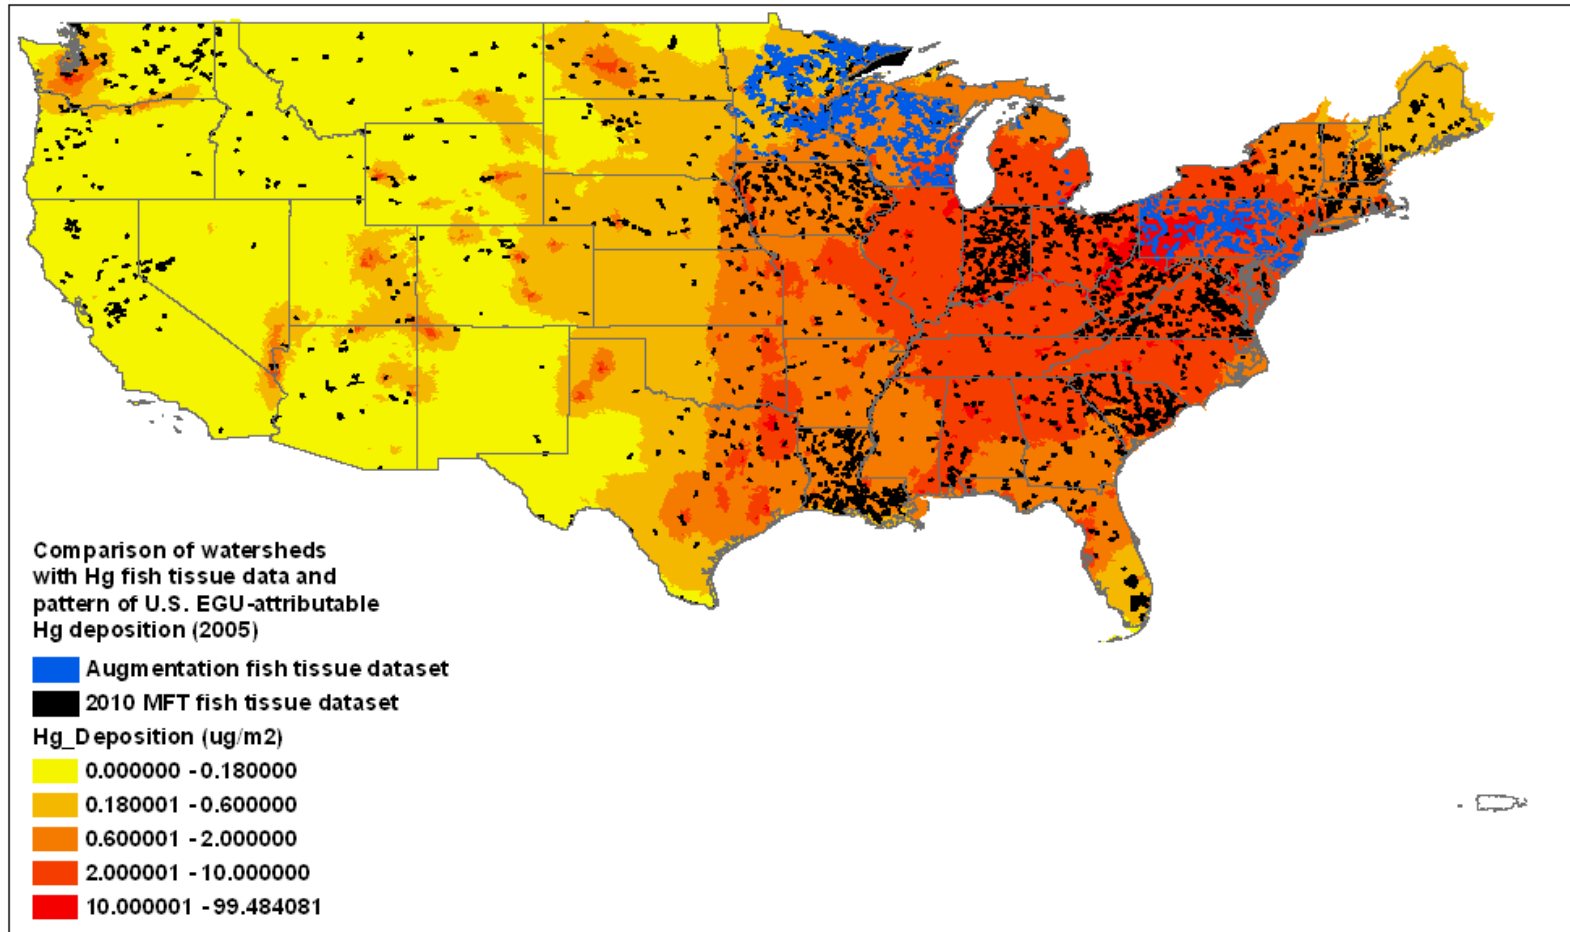 Comparison of watersheds
with Hg fish tissue data and
pattern of U.S. EGU-attributable
Hg deposition (2005)
Augmentation fish tissue dataset
2010 MFT fish tissue dataset
Hg_Deposition (ug/m2)
0.000000 - 0.180000
0.180001 - 0.600000
0.600001 - 2.000000
2.000001 - 10.000000
10.000001 - 99.484081